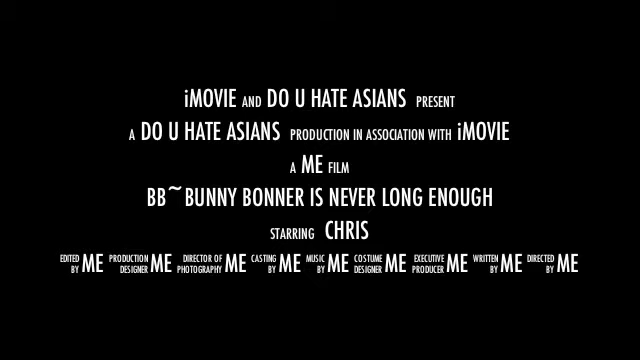 iMOVIE AND DO U HATE ASIANS PRESENT
A DO U HATE ASIANS PRODUCTION IN ASSOCIATION WITH iMOVIE
A ME FILM
BB~BUNNY BONNER IS NEVER LONG ENOUGH
STARRING CHRIS
EDITED BY ME PRODUCTION DESIGNER ME DIRECTOR OF PHOTOGRAPHY ME CASTING BY ME MUSIC BY ME COSTUME DESIGNER ME EXECUTIVE PRODUCER ME WRITTEN BY ME DIRECTED BY ME